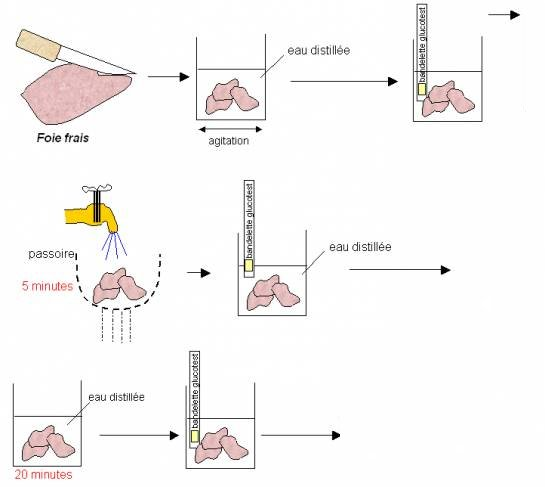 Foie frais
eau distillée
agitation
bandelette glucotest
passoire
5 minutes
bandelette glucotest
eau distillée
eau distillée
20 minutes
bandelette glucotest